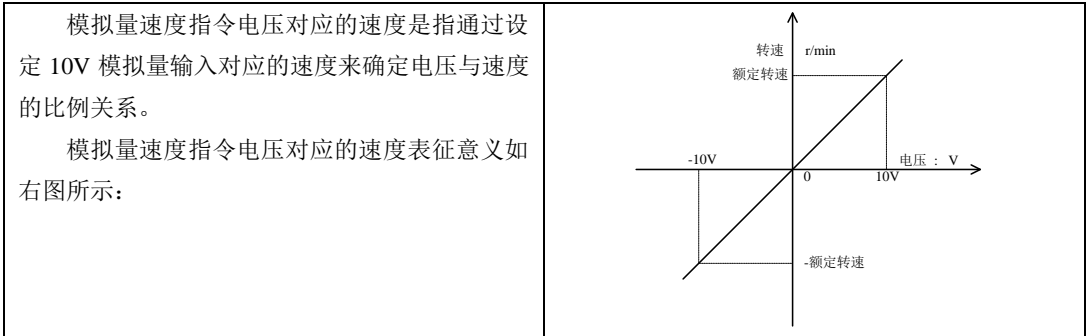 模拟量速度指令电压对应的速度是指通过设
定 10V 模拟量输入对应的速度来确定电压与速度
的比例关系。
模拟量速度指令电压对应的速度表征意义如
右图所示：
转速 r/min
额定转速
-10V
电压 : V
0
10V
-额定转速